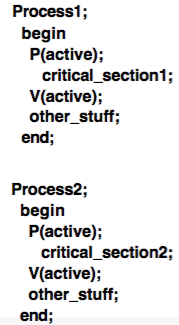 Process1;
begin
P(active);
critical_section1;
V(active);
other_stuff;
end;
Process2;
begin
P(active);
critical_section2;
V(active);
other_stuff;
end;